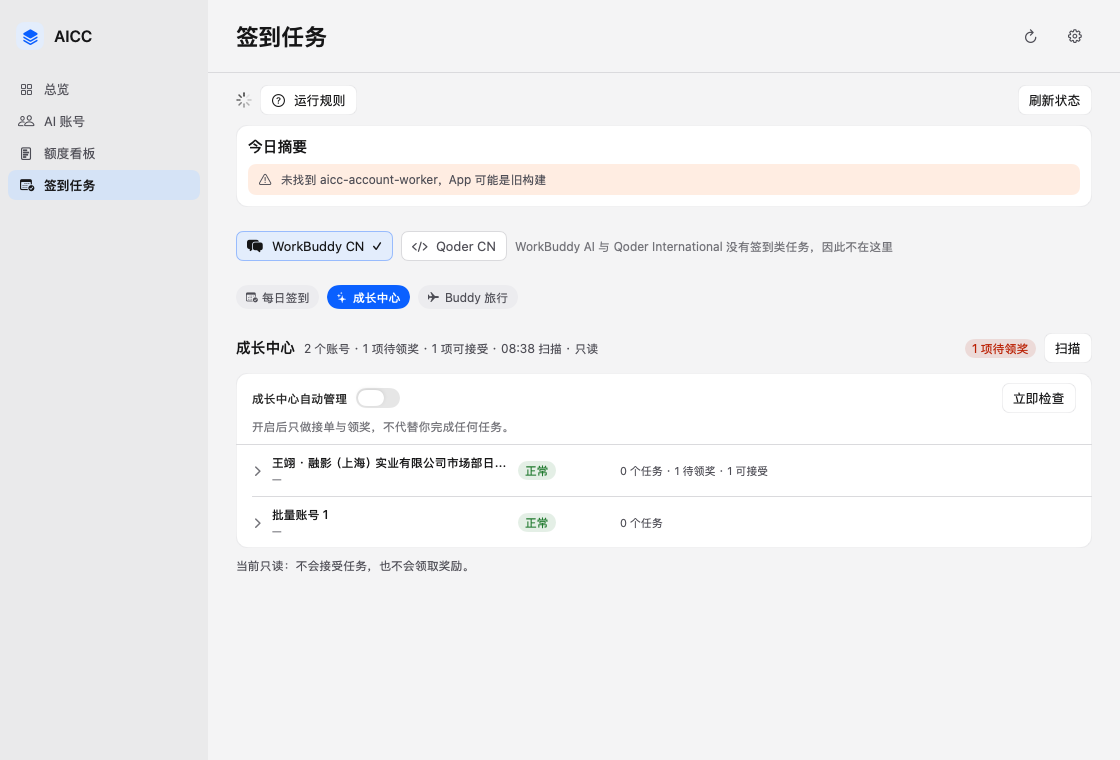 AICC
总览
AI 账号
额度看板
签到任务
签到任务
运行规则
刷新状态
今日摘要
未找到 aicc-account-worker，App 可能是旧构建
WorkBuddy CN
Qoder CN
WorkBuddy AI 与 Qoder International 没有签到类任务，因此不在这里
每日签到
成长中心
Buddy 旅行
成长中心 2 个账号 · 1 项待领奖 · 1 项可接受 · 08:38 扫描 · 只读
1 项待领奖
扫描
成长中心自动管理
立即检查
开启后只做接单与领奖，不代替你完成任何任务。
王翊 · 融影 (上海) 实业有限公司市场部日...
正常
0 个任务 · 1 待领奖 · 1 可接受
—
批量账号 1
正常
0 个任务
—
当前只读：不会接受任务，也不会领取奖励。